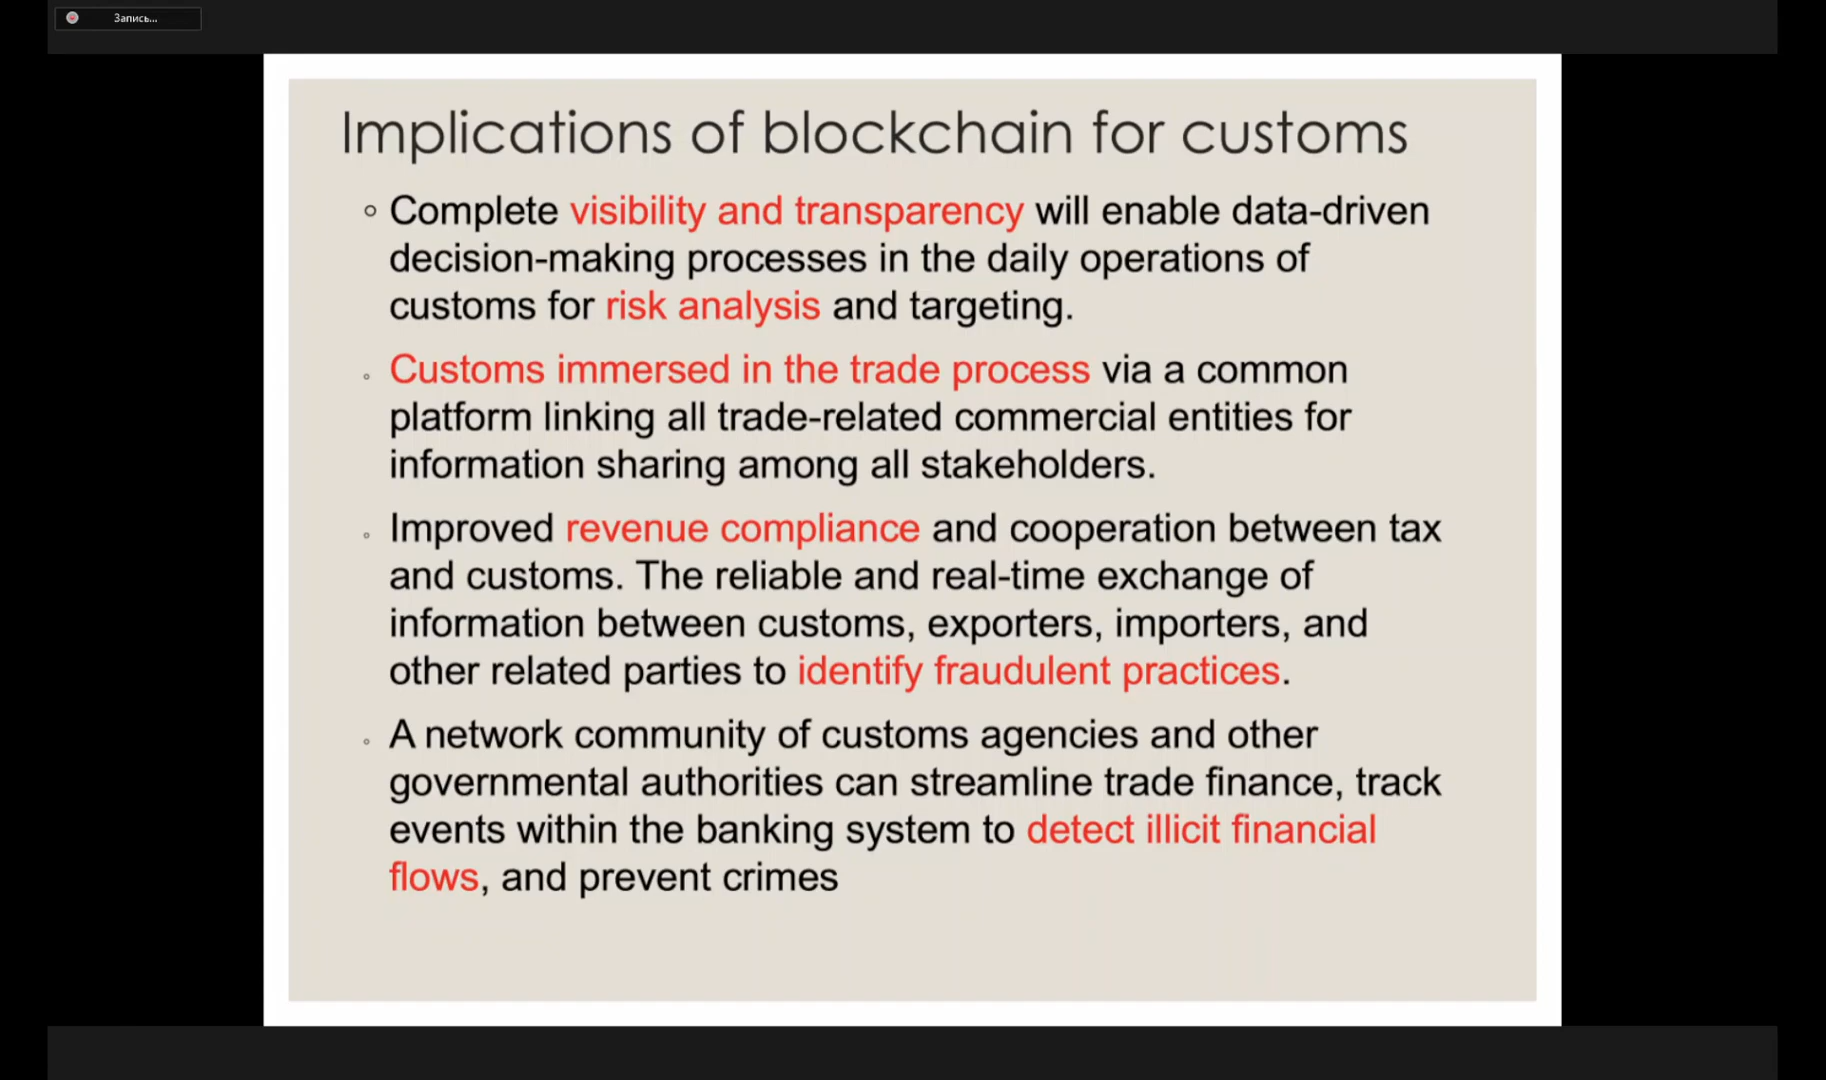 Запись...
Implications of blockchain for customs
Complete visibility and transparency will enable data-driven
decision-making processes in the daily operations of
customs for risk analysis and targeting.
Customs immersed in the trade process via a common
platform linking all trade-related commercial entities for
information sharing among all stakeholders.
Improved revenue compliance and cooperation between tax
and customs. The reliable and real-time exchange of
information between customs, exporters, importers, and
other related parties to identify fraudulent practices.
A network community of customs agencies and other
governmental authorities can streamline trade finance, track
events within the banking system to detect illicit financial
flows, and prevent crimes